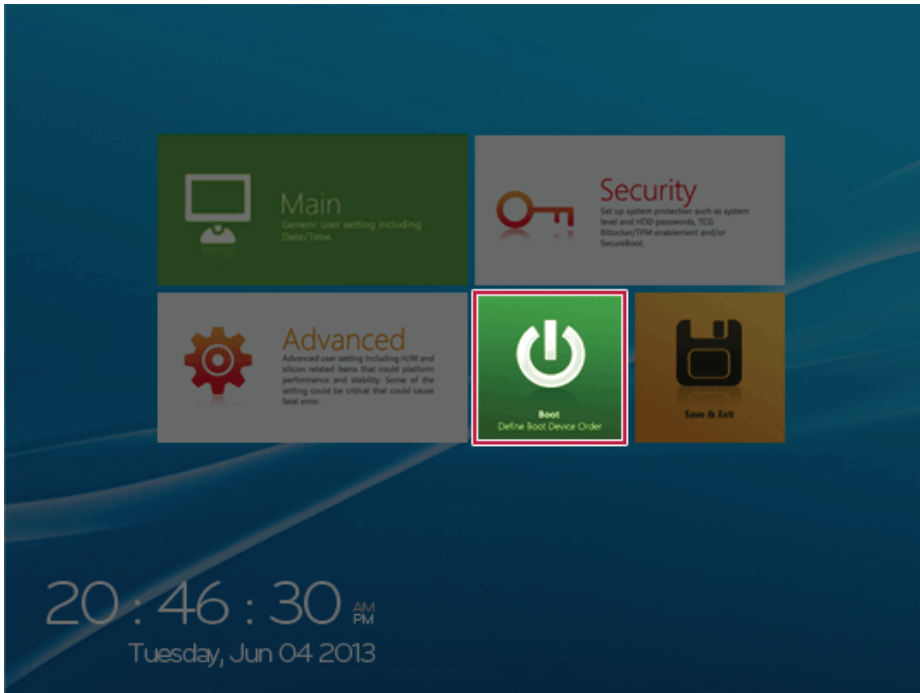 Main
Generic user setting including
Date/Time.
Security
Set up system protection such as system
level and HDD passwords, TCG
Bitlocker/TPM enablement and/or
SecureBoot.
Advanced
Advanced user setting including H/W and
silicon related items that could platform
performance and stability. Some of the
setting could be critical that could cause
fatal error.
Boot
Define Boot Device Order
Save & Exit
20 : 46 : 30 AM
PM
Tuesday, Jun 04 2013